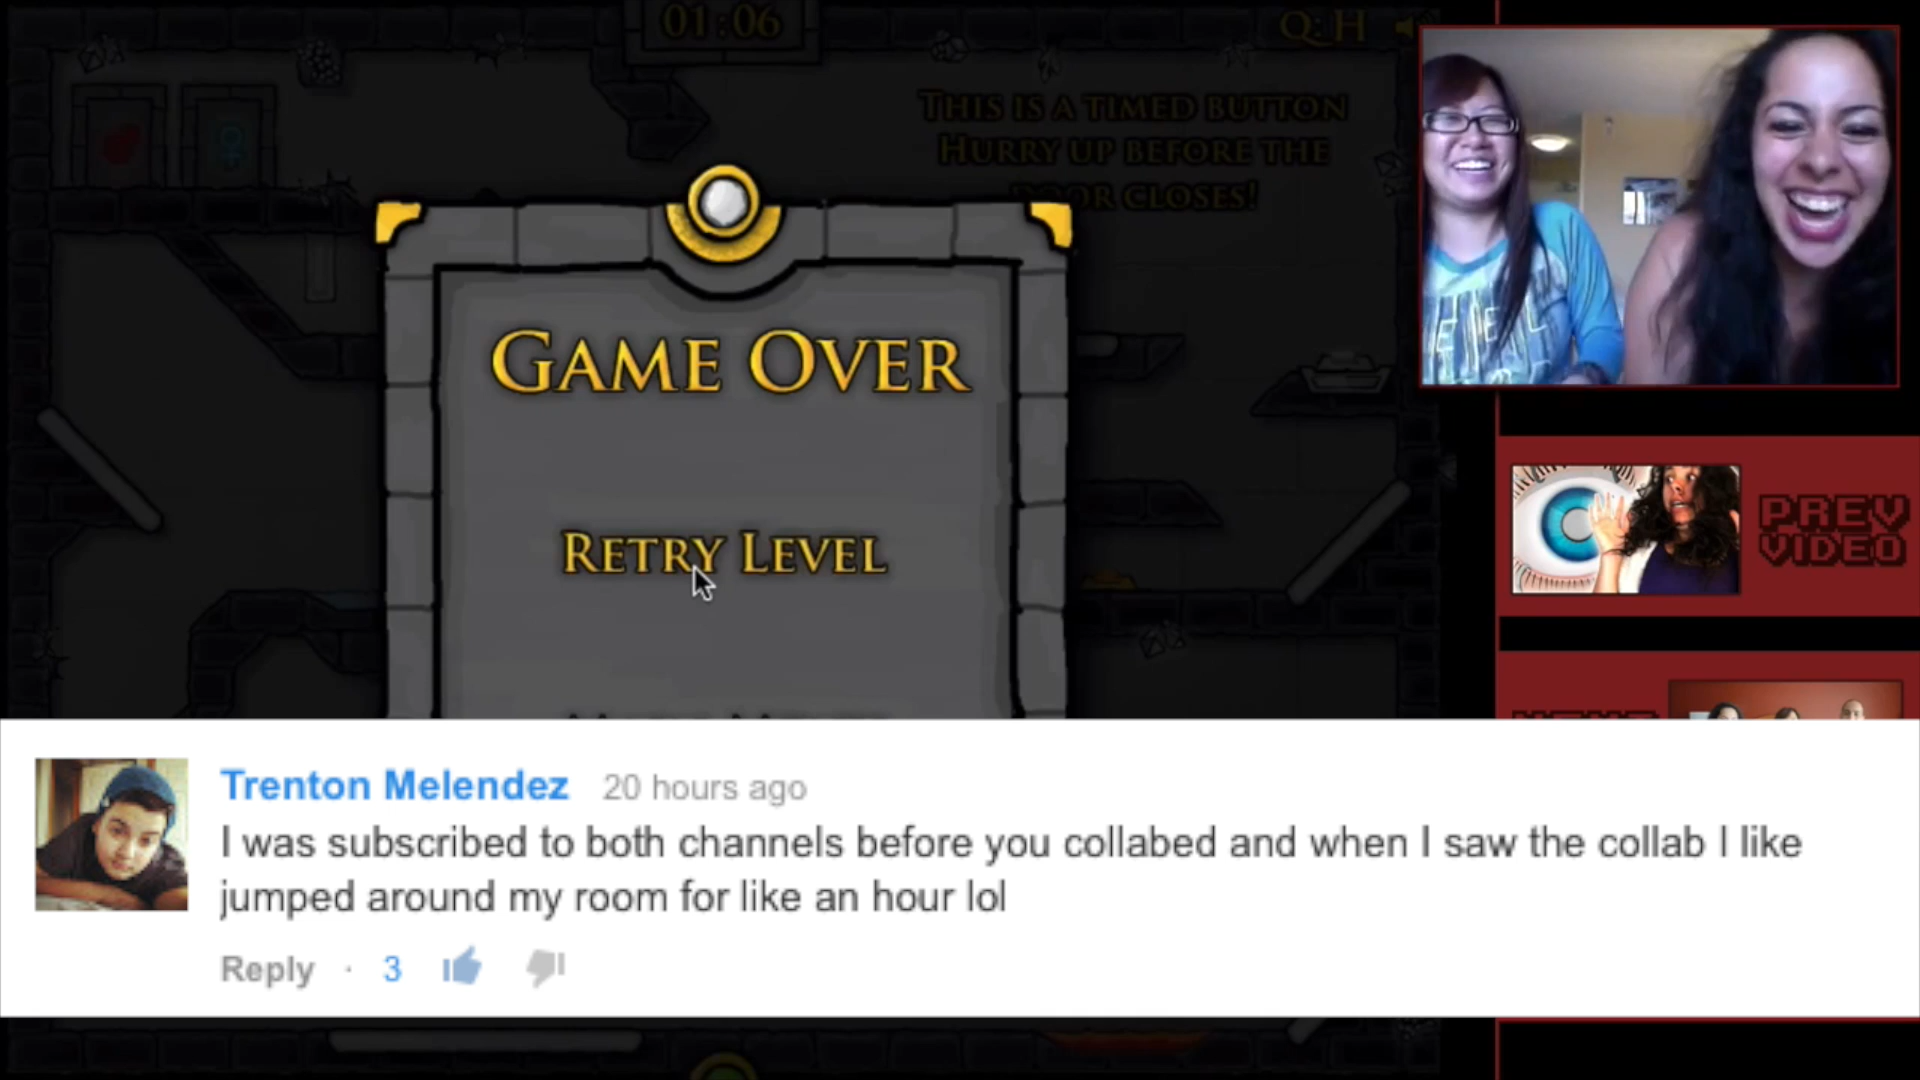 01:06
Q: H
THIS IS A TIMED BUTTON
HURRY UP BEFORE THE
DOOR CLOSES!
GAME OVER
RETRY LEVEL
PREV
VIDEO
Trenton Melendez 20 hours ago
I was subscribed to both channels before you collabed and when I saw the collab I like
jumped around my room for like an hour lol
Reply · 3